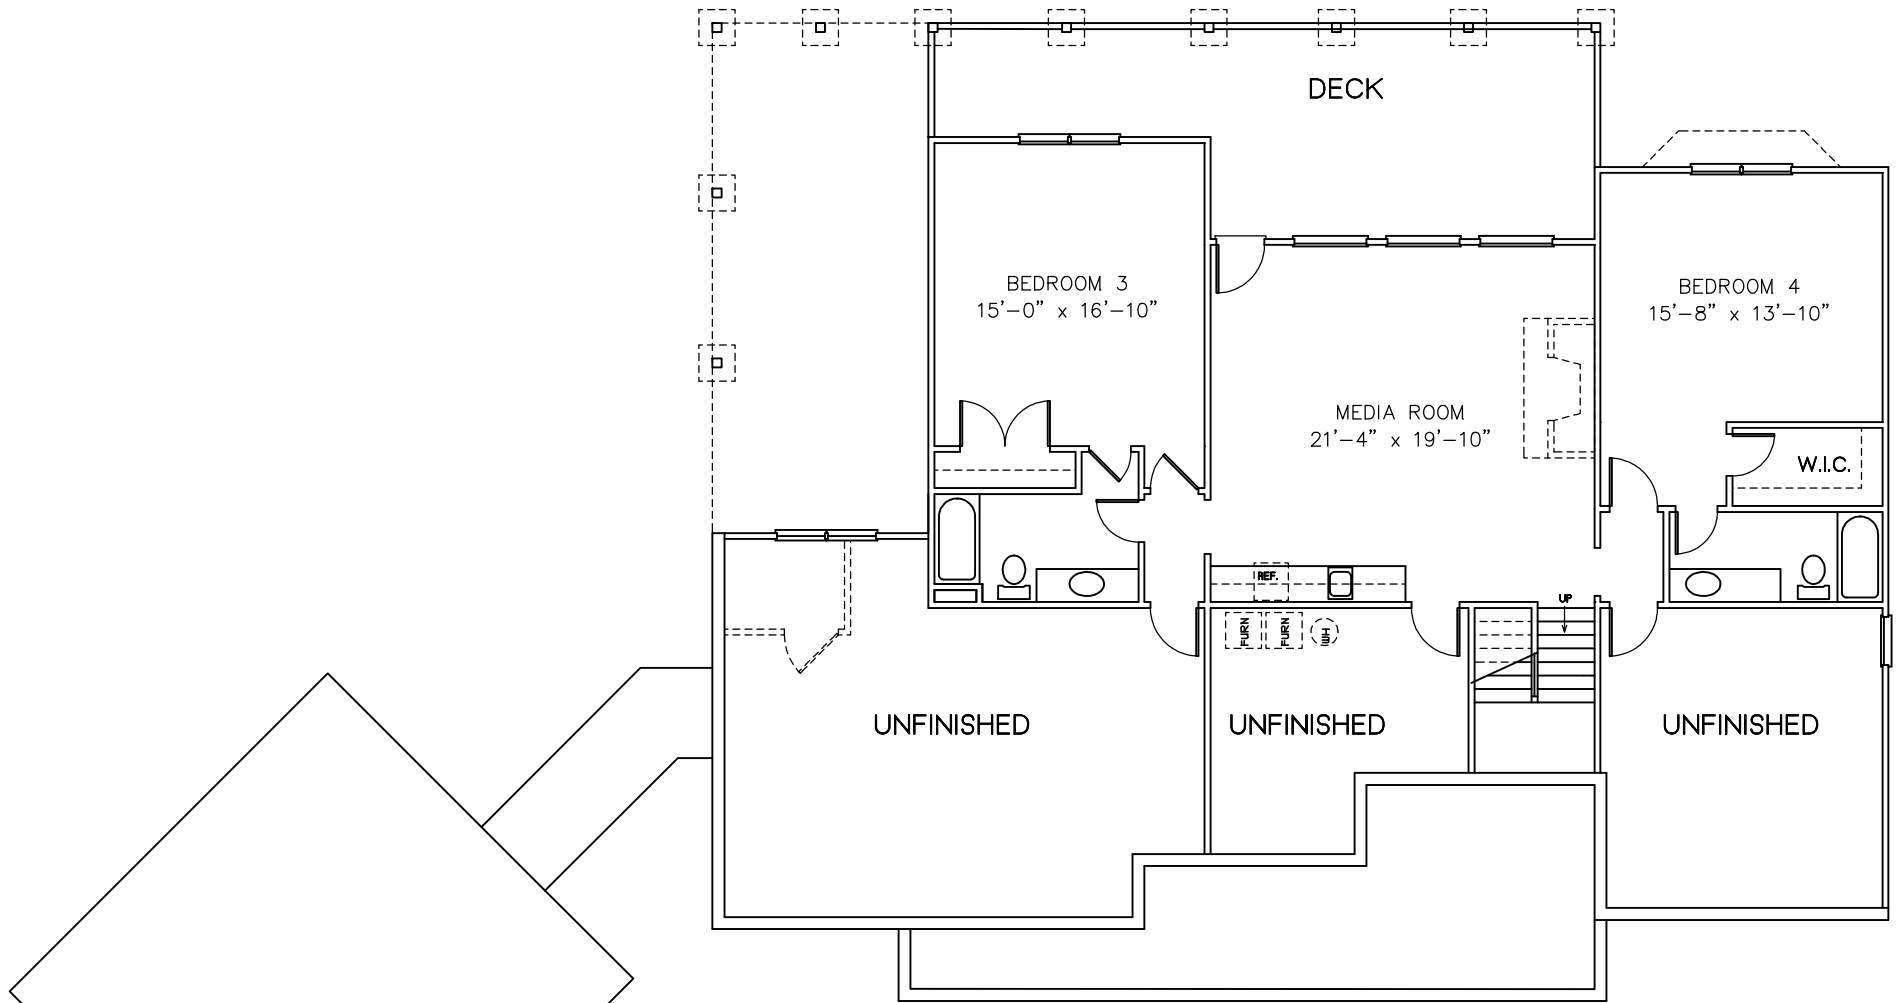 DECK
BEDROOM 3
15'-0" x 16'-10"
BEDROOM 4
15'-8" x 13'-10"
MEDIA ROOM
21'-4" x 19'-10"
W.I.C.
REF.
UP
FURN
FURN
WH
UNFINISHED
UNFINISHED
UNFINISHED